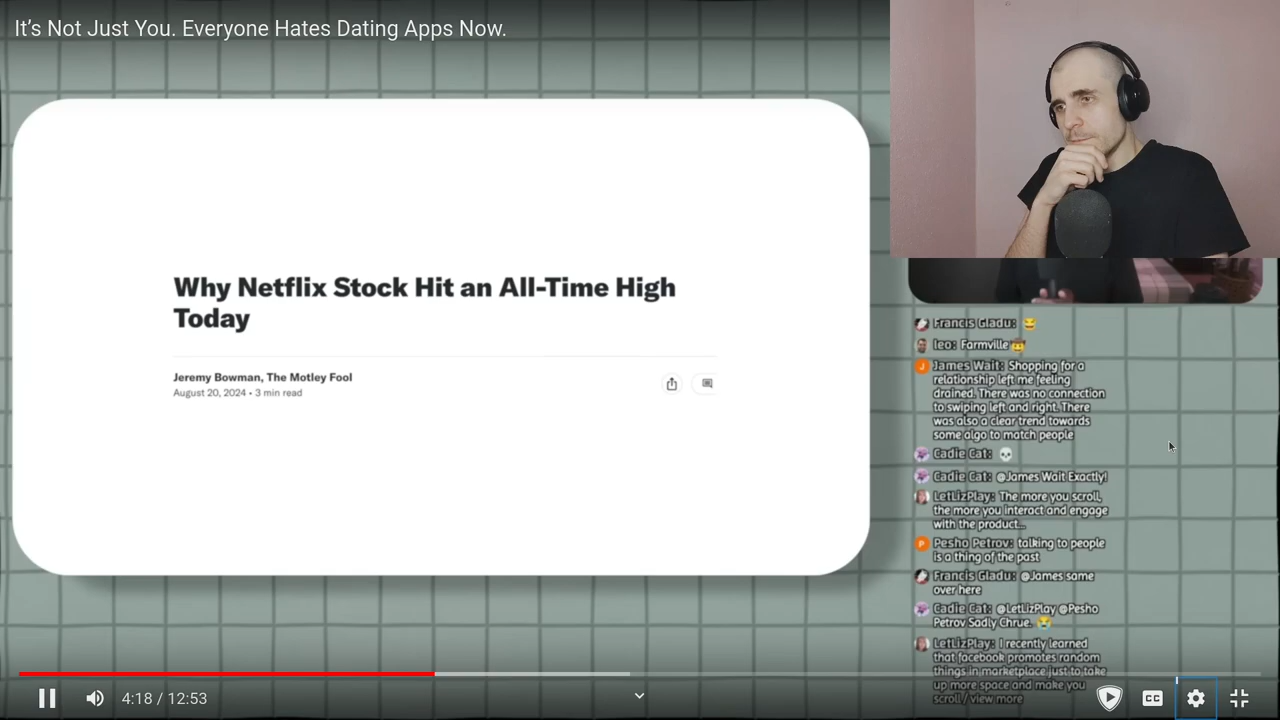 It’s Not Just You. Everyone Hates Dating Apps Now.
Why Netflix Stock Hit an All-Time High
Today
Jeremy Bowman, The Motley Fool
August 20, 2024 • 3 min read
Francis Gladu: 😂
leo: Farmville🤠
J James Wait: Shopping for a
relationship left me feeling
drained. There was no connection
to swiping left and right. There
was also a clear trend towards
some algo to match people
Cadie Cat: 💀
Cadie Cat: @James Wait Exactly!
LetLizPlay: The more you scroll,
the more you interact and engage
with the product...
P Pesho Petrov: talking to people
is a thing of the past
Francis Gladu: @James same
over here
Cadie Cat: @LetLizPlay @Pesho
Petrov Sadly Chrue. 😭
LetLizPlay: I recently learned
that facebook promotes random
things in marketplace just to take
up more space and make you
scroll / view more
4:18 / 12:53
CC